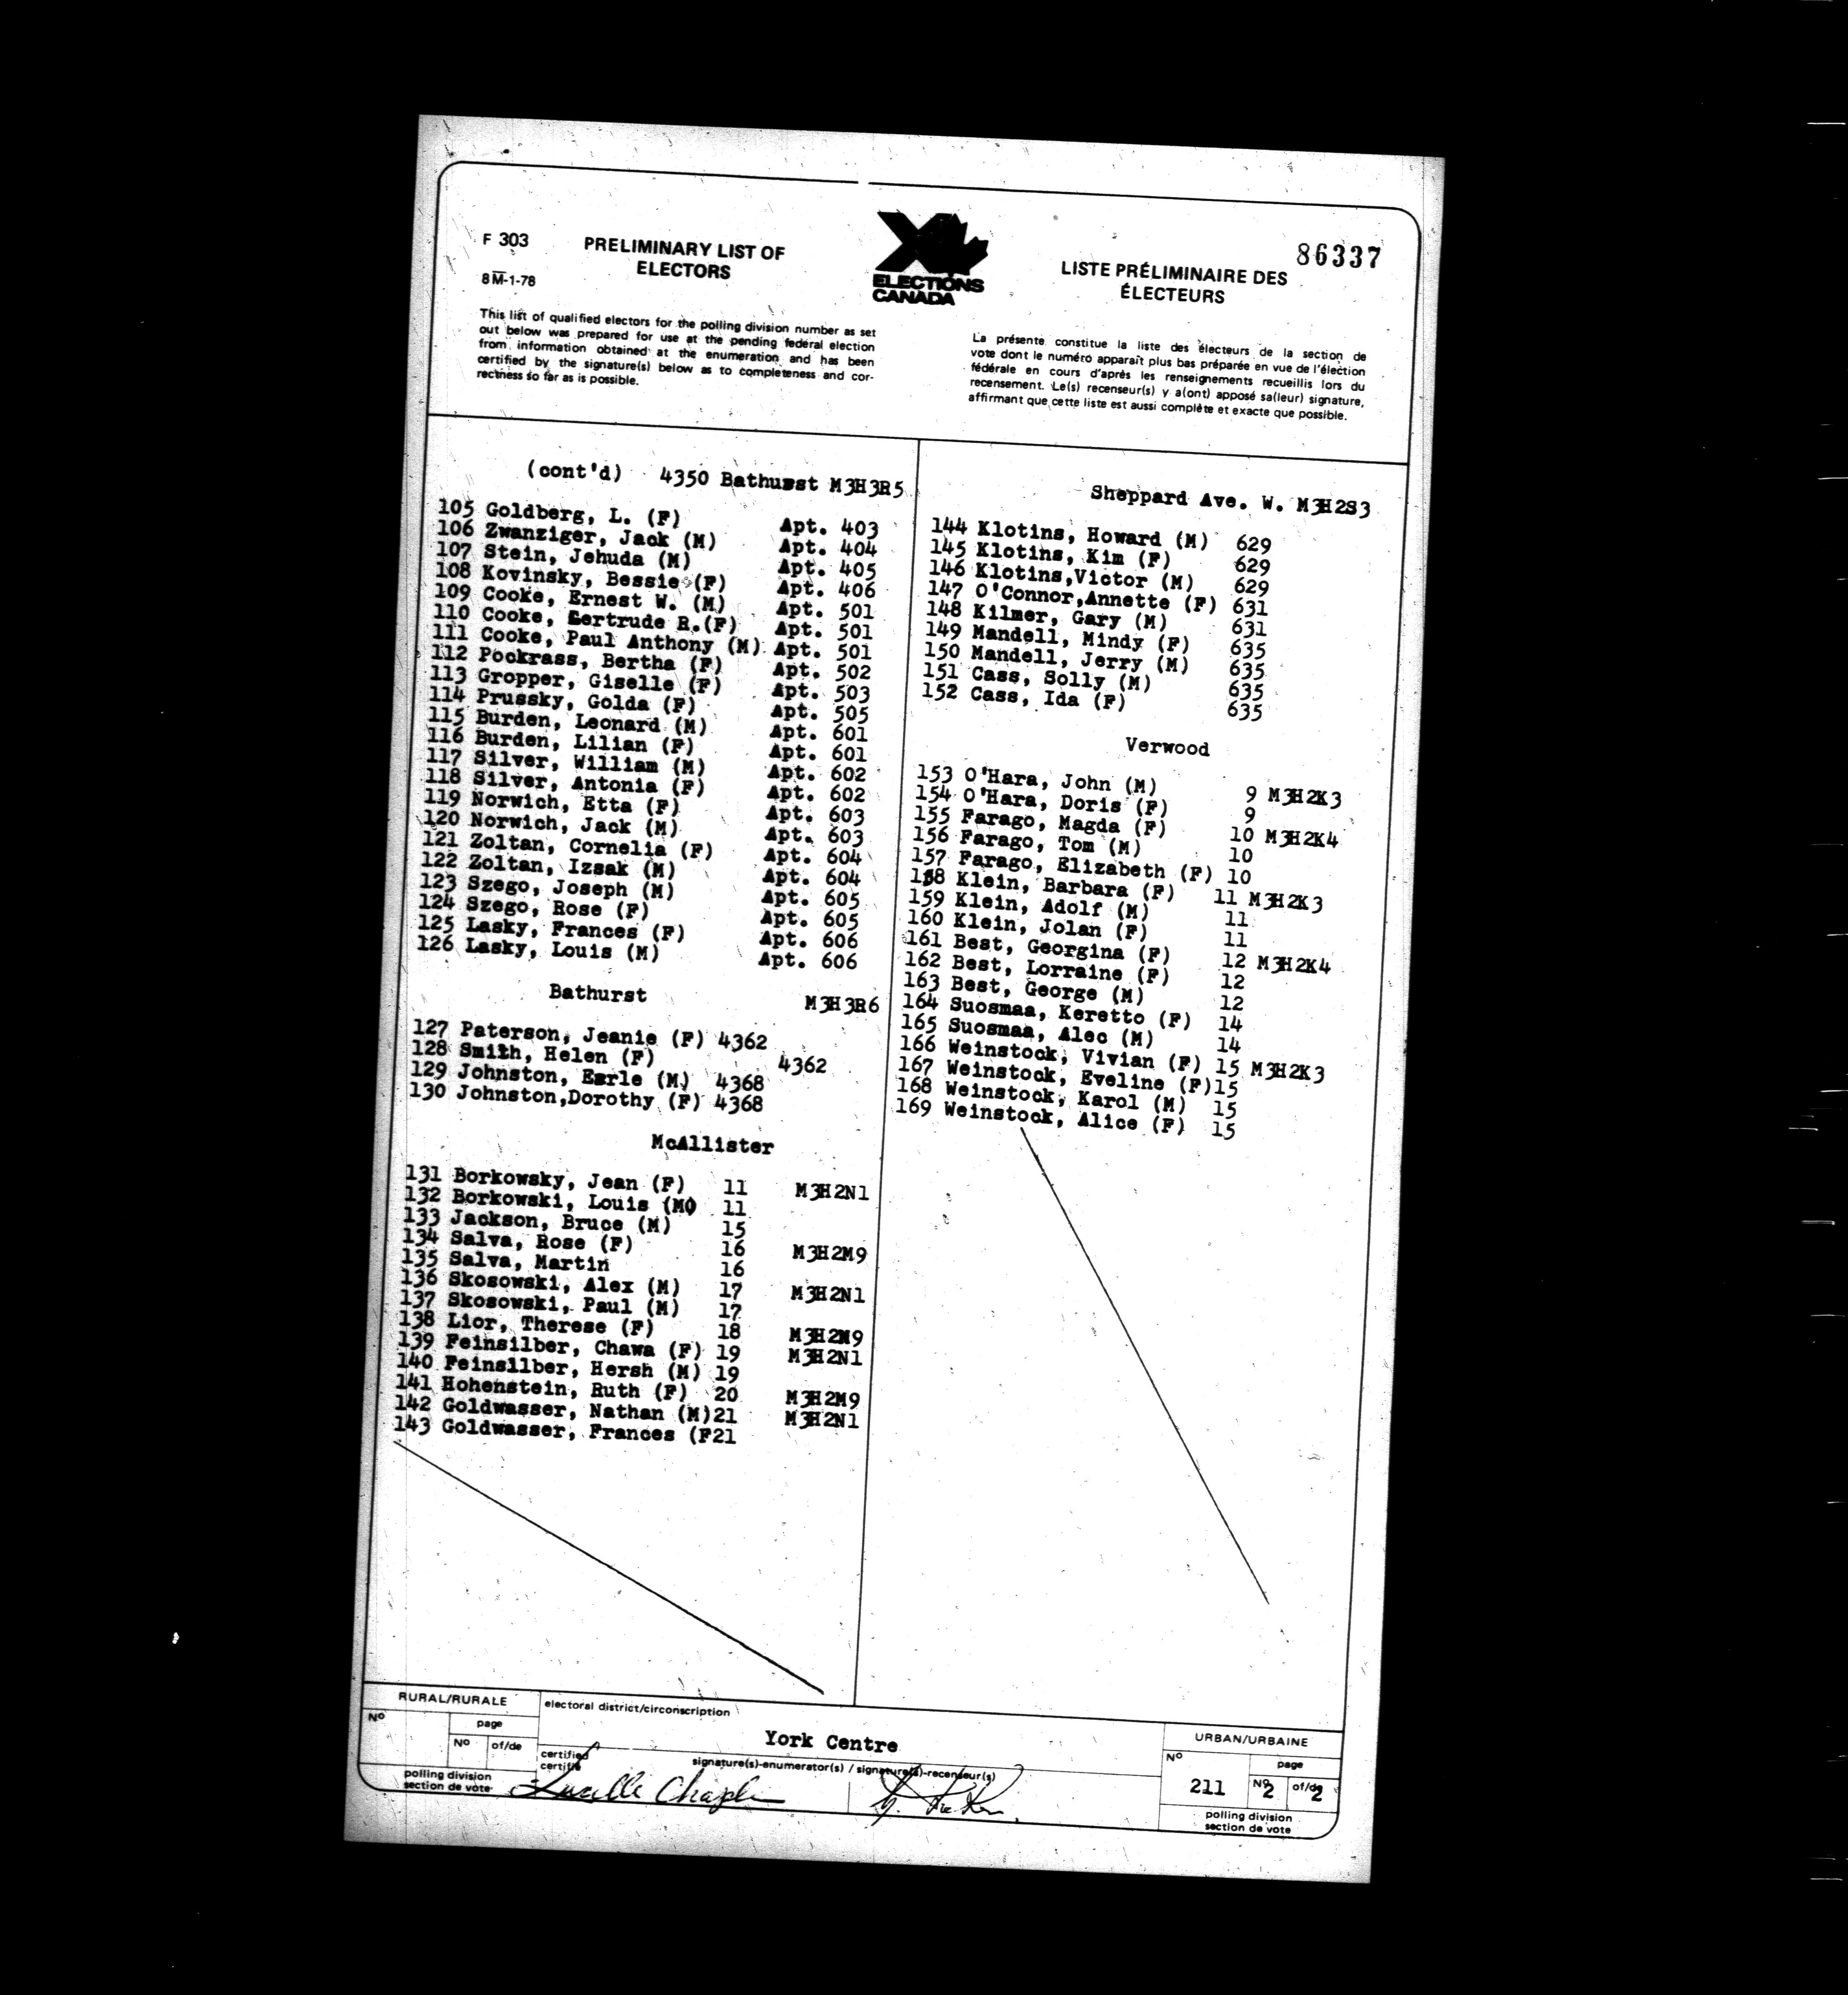 F 303
8 M-1-78
PRELIMINARY LIST OF
ELECTORS
This list of qualified electors for the polling division number as set
out below was prepared for use at the pending federal election
from information obtained at the enumeration and has been
certified by the signature(s) below as to completeness and cor-
rectness so far as is possible.
ELECTIONS
CANADA
86337
LISTE PRÉLIMINAIRE DES
ÉLECTEURS
La présente constitue la liste des électeurs de la section de
vote dont le numéro apparaît plus bas préparée en vue de l'élection
fédérale en cours d'après les renseignements recueillis lors du
recensement. Le(s) recenseur(s) y a(ont) apposé sa(leur) signature,
affirmant que cette liste est aussi complète et exacte que possible.
(cont'd) 4350 Bathurst M3H3R5
105 Goldberg, L. (F) Apt. 403
106 Zwanziger, Jack (M) Apt. 404
107 Stein, Jehuda (M) Apt. 405
108 Kovinsky, Bessie (F) Apt. 406
109 Cooke, Ernest W. (M) Apt. 501
110 Cooke, Gertrude R.(F) Apt. 501
111 Cooke, Paul Anthony (M) Apt. 501
112 Pockrass, Bertha (F) Apt. 502
113 Gropper, Giselle (F) Apt. 503
114 Prussky, Golda (F) Apt. 505
115 Burden, Leonard (M) Apt. 601
116 Burden, Lilian (F) Apt. 601
117 Silver, William (M) Apt. 602
118 Silver, Antonia (F) Apt. 602
119 Norwich, Etta (F) Apt. 603
120 Norwich, Jack (M) Apt. 603
121 Zoltan, Cornelia (F) Apt. 604
122 Zoltan, Izsak (M) Apt. 604
123 Szego, Joseph (M) Apt. 605
124 Szego, Rose (F) Apt. 605
125 Lasky, Frances (F) Apt. 606
126 Lasky, Louis (M) Apt. 606
Bathurst M3H3R6
127 Paterson, Jeanie (F) 4362
128 Smith, Helen (F) 4362
129 Johnston, Earle (M) 4368
130 Johnston,Dorothy (F) 4368
McAllister
131 Borkowsky, Jean (F) 11 M3H2N1
132 Borkowski, Louis (M0 11
133 Jackson, Bruce (M) 15
134 Salva, Rose (F) 16 M3H2M9
135 Salva, Martin 16
136 Skosowski, Alex (M) 17 M3H2N1
137 Skosowski, Paul (M) 17
138 Lior, Therese (F) 18 M3H2M9
139 Feinsilber, Chawa (F) 19 M3H2N1
140 Feinsilber, Hersh (M) 19
141 Hohenstein, Ruth (F) 20 M3H2M9
142 Goldwasser, Nathan (M)21 M3H2N1
143 Goldwasser, Frances (F21
Sheppard Ave. W. M3H2S3
144 Klotins, Howard (M) 629
145 Klotins, Kim (F) 629
146 Klotins,Victor (M) 629
147 O'Connor,Annette (F) 631
148 Kilmer, Gary (M) 631
149 Mandell, Mindy (F) 635
150 Mandell, Jerry (M) 635
151 Cass, Solly (M) 635
152 Cass, Ida (F) 635
Verwood
153 O'Hara, John (M) 9 M3H2K3
154 O'Hara, Doris (F) 9
155 Farago, Magda (F) 10 M3H2K4
156 Farago, Tom (M) 10
157 Farago, Elizabeth (F) 10
158 Klein, Barbara (F) 11 M3H2K3
159 Klein, Adolf (M) 11
160 Klein, Jolan (F) 11
161 Best, Georgina (F) 12 M3H2K4
162 Best, Lorraine (F) 12
163 Best, George (M) 12
164 Suosmaa, Keretto (F) 14
165 Suosmaa, Alec (M) 14
166 Weinstock, Vivian (F) 15 M3H2K3
167 Weinstock, Eveline (F)15
168 Weinstock, Karol (M) 15
169 Weinstock, Alice (F) 15
RURAL/RURALE
No
page
No of/de
polling division
section de vote
electoral district/circonscription
York Centre
certified
certifié
signature(s)-enumerator(s) / signature(s)-recenseur(s)
Lucille Chaplin
URBAN/URBAINE
No
211
page
No 2 of/de 2
polling division
section de vote